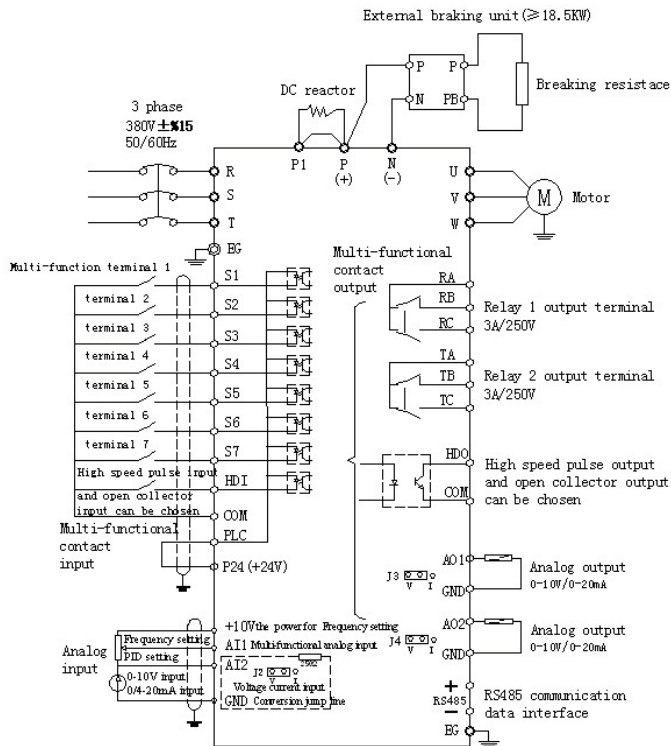 External braking unit (≥18.5KW)
P P
N PB
Breaking resistace
DC reactor
3 phase
380V±%15
50/60Hz
P1 P N
(+) (-)
R
S
T
EG
U
V
W
M
Motor
Multi-function terminal 1
terminal 2
terminal 3
terminal 4
terminal 5
terminal 6
terminal 7
High speed pulse input
and open collector
input can be chosen
Multi-functional
contact
input
S1
S2
S3
S4
S5
S6
S7
HDI
COM
PLC
P24 (+24V)
Multi-functional
contact
output
RA
RB
RC
Relay 1 output terminal
3A/250V
TA
TB
TC
Relay 2 output terminal
3A/250V
HDO
COM
High speed pulse output
and open collector output
can be chosen
AO1
J3
V I
GND
Analog output
0-10V/0-20mA
AO2
J4
V I
GND
Analog output
0-10V/0-20mA
+
RS485
-
RS485 communication
data interface
EG
Analog
input
Frequency setting
PID setting
0-10V input
0/4-20mA input
+10V the power for Frequency setting
AI1 Multifunctional analog input
AI2
250Ω
J2
V I
Voltage current input
GND Conversion jump line